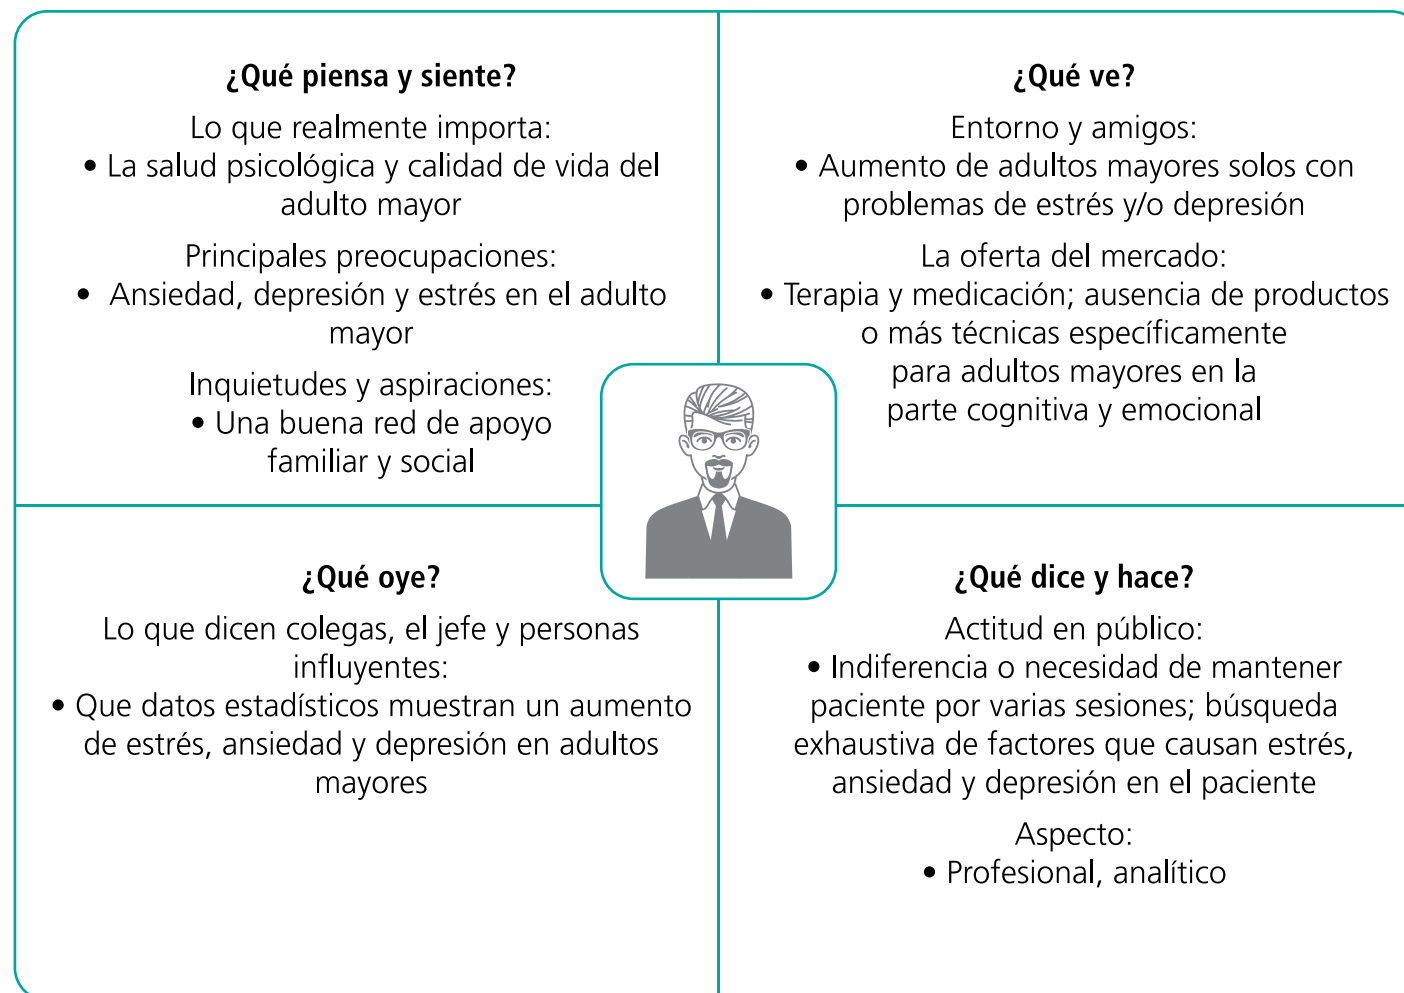 ¿Qué piensa y siente?
Lo que realmente importa:
• La salud psicológica y calidad de vida del
adulto mayor
Principales preocupaciones:
• Ansiedad, depresión y estrés en el adulto
mayor
Inquietudes y aspiraciones:
• Una buena red de apoyo
familiar y social
¿Qué ve?
Entorno y amigos:
• Aumento de adultos mayores solos con
problemas de estrés y/o depresión
La oferta del mercado:
• Terapia y medicación; ausencia de productos
o más técnicas específicamente
para adultos mayores en la
parte cognitiva y emocional
¿Qué oye?
Lo que dicen colegas, el jefe y personas
influyentes:
• Que datos estadísticos muestran un aumento
de estrés, ansiedad y depresión en adultos
mayores
¿Qué dice y hace?
Actitud en público:
• Indiferencia o necesidad de mantener
paciente por varias sesiones; búsqueda
exhaustiva de factores que causan estrés,
ansiedad y depresión en el paciente
Aspecto:
• Profesional, analítico